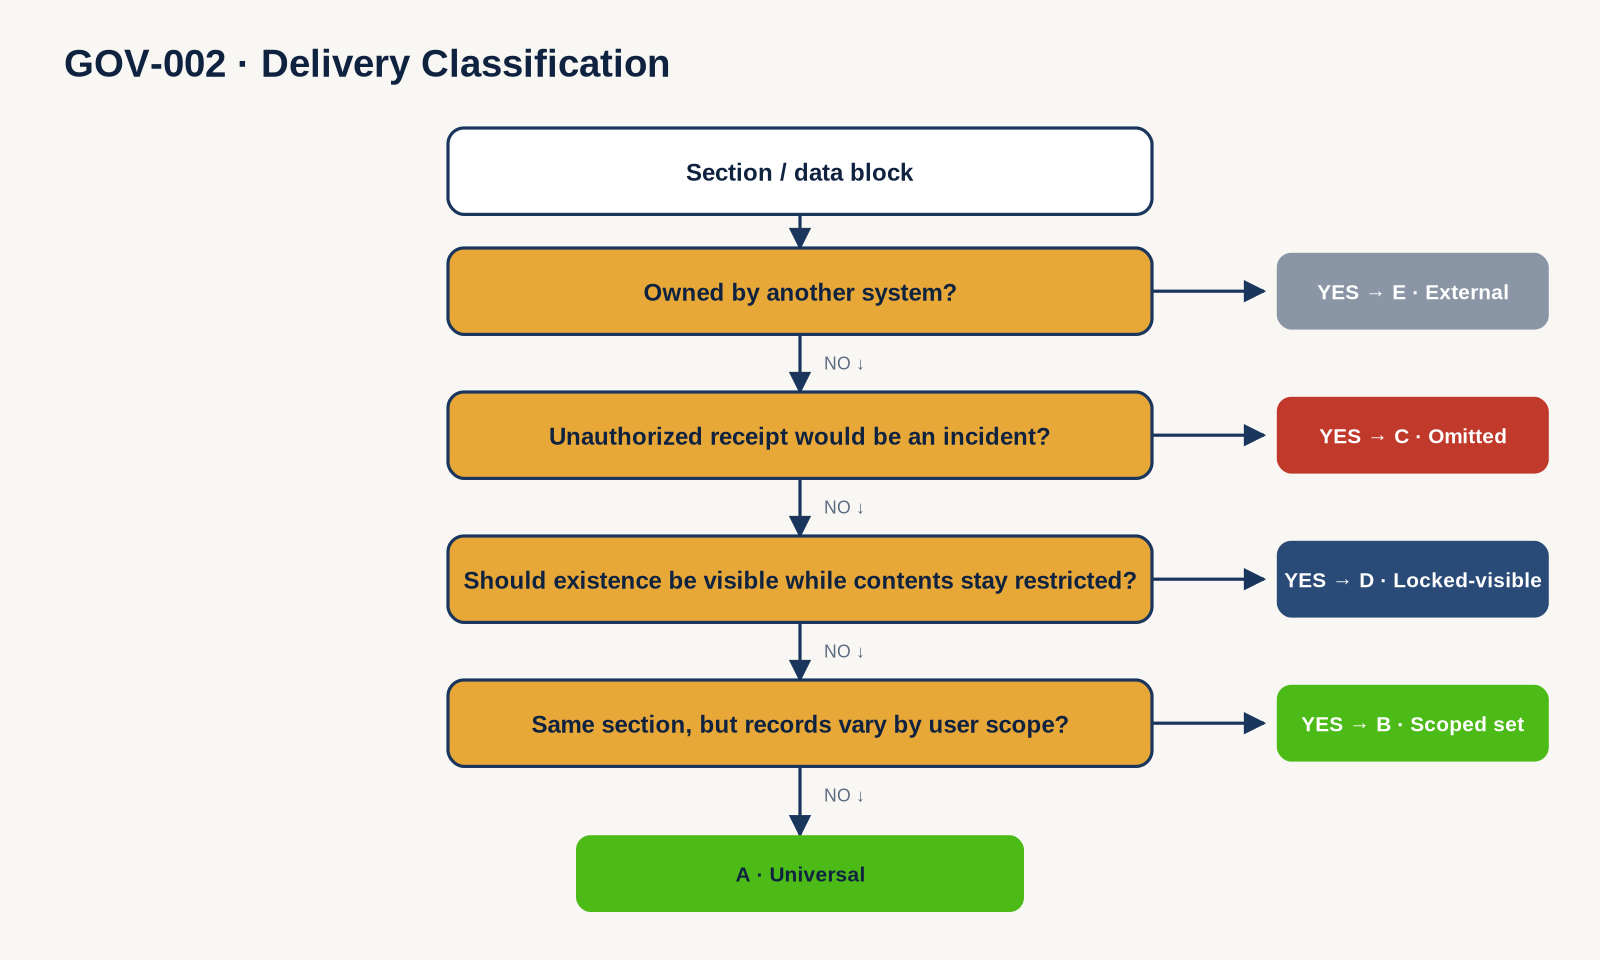 GOV-002 · Delivery Classification
Section / data block
Owned by another system?
YES → E · External
NO ↓
Unauthorized receipt would be an incident?
YES → C · Omitted
NO ↓
Should existence be visible while contents stay restricted?
YES → D · Locked-visible
NO ↓
Same section, but records vary by user scope?
YES → B · Scoped set
NO ↓
A · Universal